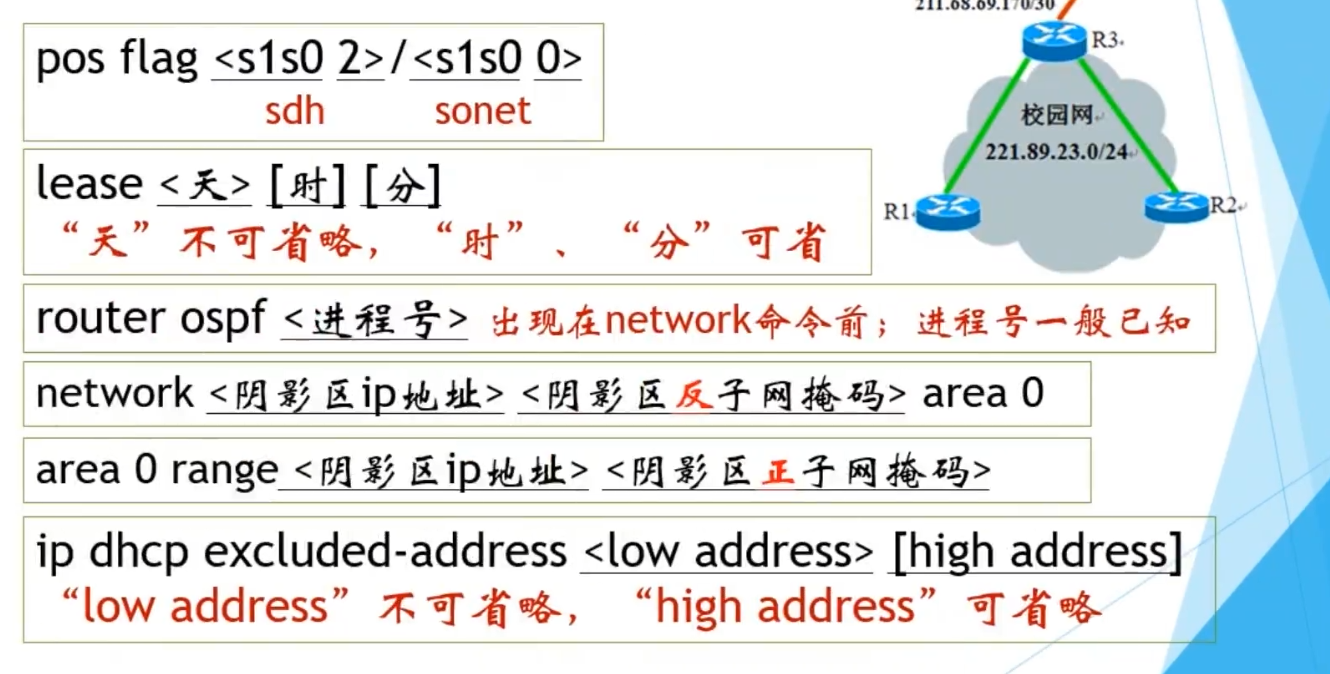 211.68.69.170/30
R3
校园网
221.89.23.0/24
R1
R2
pos flag <s1s0 2>/<s1s0 0>
sdh sonet
lease <天> [时] [分]
“天”不可省略，“时”、“分”可省
router ospf <进程号> 出现在network命令前；进程号一般已知
network <阴影区ip地址> <阴影区反子网掩码> area 0
area 0 range <阴影区ip地址> <阴影区正子网掩码>
ip dhcp excluded-address <low address> [high address]
“low address”不可省略，“high address”可省略